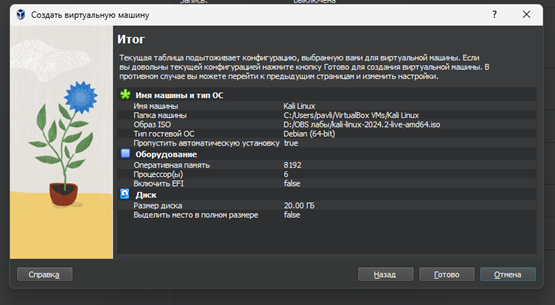 Запись:
Выключена
Создать виртуальную машину
Итог
Текущая таблица подытоживает конфигурацию, выбранную вами для виртуальной машины. Если
вы довольны текущей конфигурацией нажмите кнопку Готово для создания виртуальной машины. В
противном случае вы можете перейти к предыдущим страницам и изменить настройки.
Имя машины и тип ОС
Имя машины Kali Linux
Папка машины C:/Users/pavli/VirtualBox VMs/Kali Linux
Образ ISO D:/OBS лабы/kali-linux-2024.2-live-amd64.iso
Тип гостевой ОС Debian (64-bit)
Пропустить автоматическую установку true
Оборудование
Оперативная память 8192
Процессор(ы) 6
Включить EFI false
Диск
Размер диска 20.00 ГБ
Выделить место в полном размере false
Справка Назад Готово Отмена